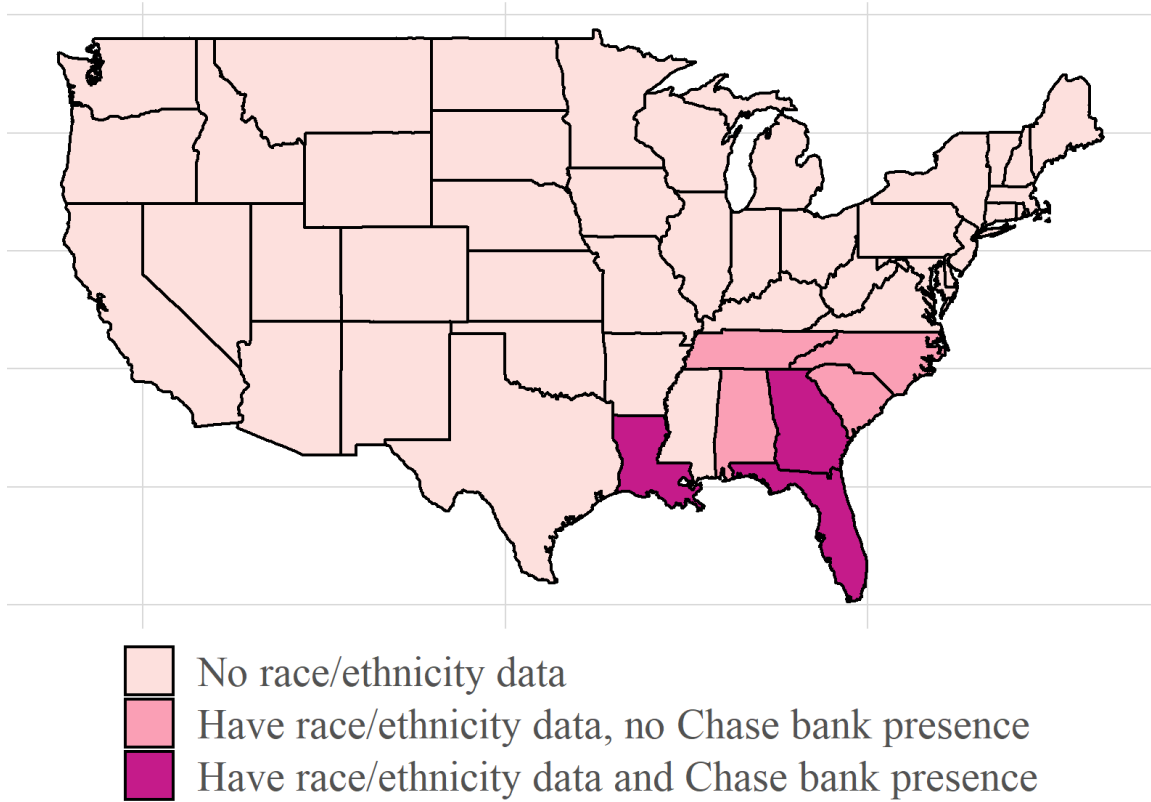 No race/ethnicity data
Have race/ethnicity data, no Chase bank presence
Have race/ethnicity data and Chase bank presence